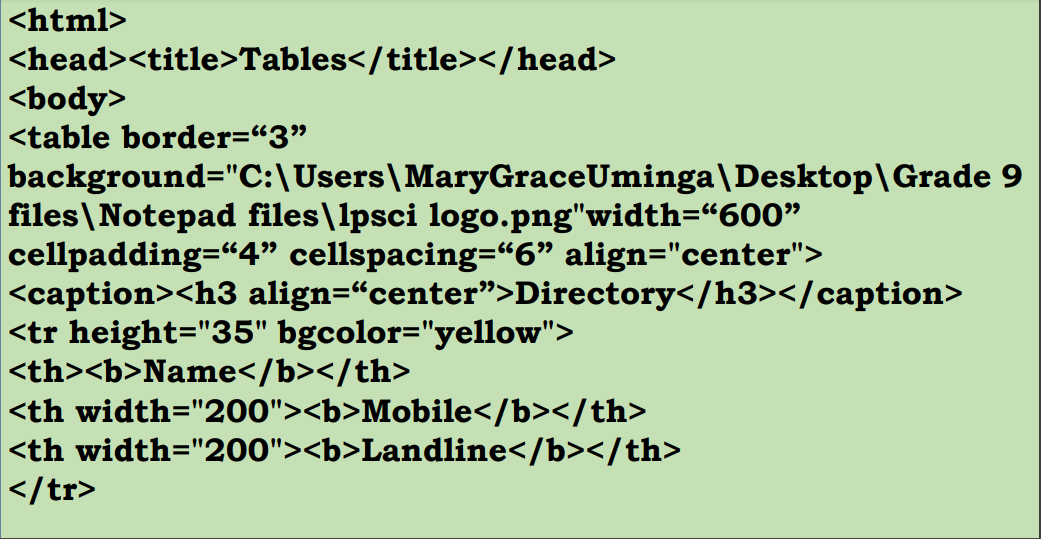 <html>
<head><title>Tables</title></head>
<body>
<table border=“3”
background="C:\Users\MaryGraceUminga\Desktop\Grade 9
files\Notepad files\lpsci logo.png"width=“600”
cellpadding=“4” cellspacing=“6” align="center">
<caption><h3 align=“center”>Directory</h3></caption>
<tr height="35" bgcolor="yellow">
<th><b>Name</b></th>
<th width="200"><b>Mobile</b></th>
<th width="200"><b>Landline</b></th>
</tr>